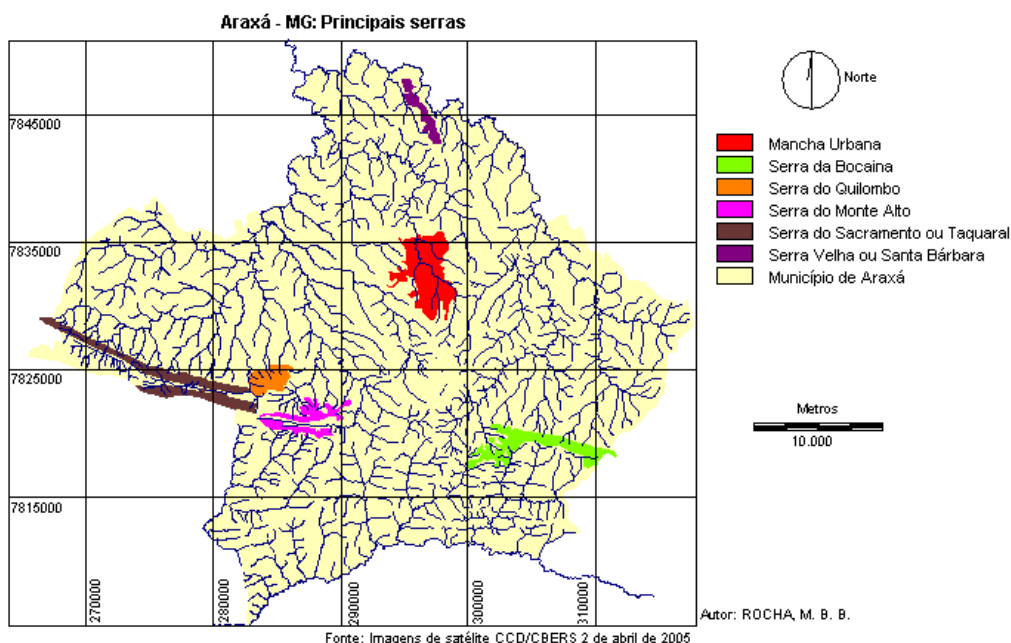 Araxá - MG: Principais serras
Norte
7845000
7835000
7825000
7815000
270000
280000
290000
300000
310000
Mancha Urbana
Serra da Bocaina
Serra do Quilombo
Serra do Monte Alto
Serra do Sacramento ou Taquaral
Serra Velha ou Santa Bárbara
Município de Araxá
Metros
10.000
Autor: ROCHA, M. B. B.
Fonte: Imagens de satélite CCD/CBERS 2 de abril de 2005